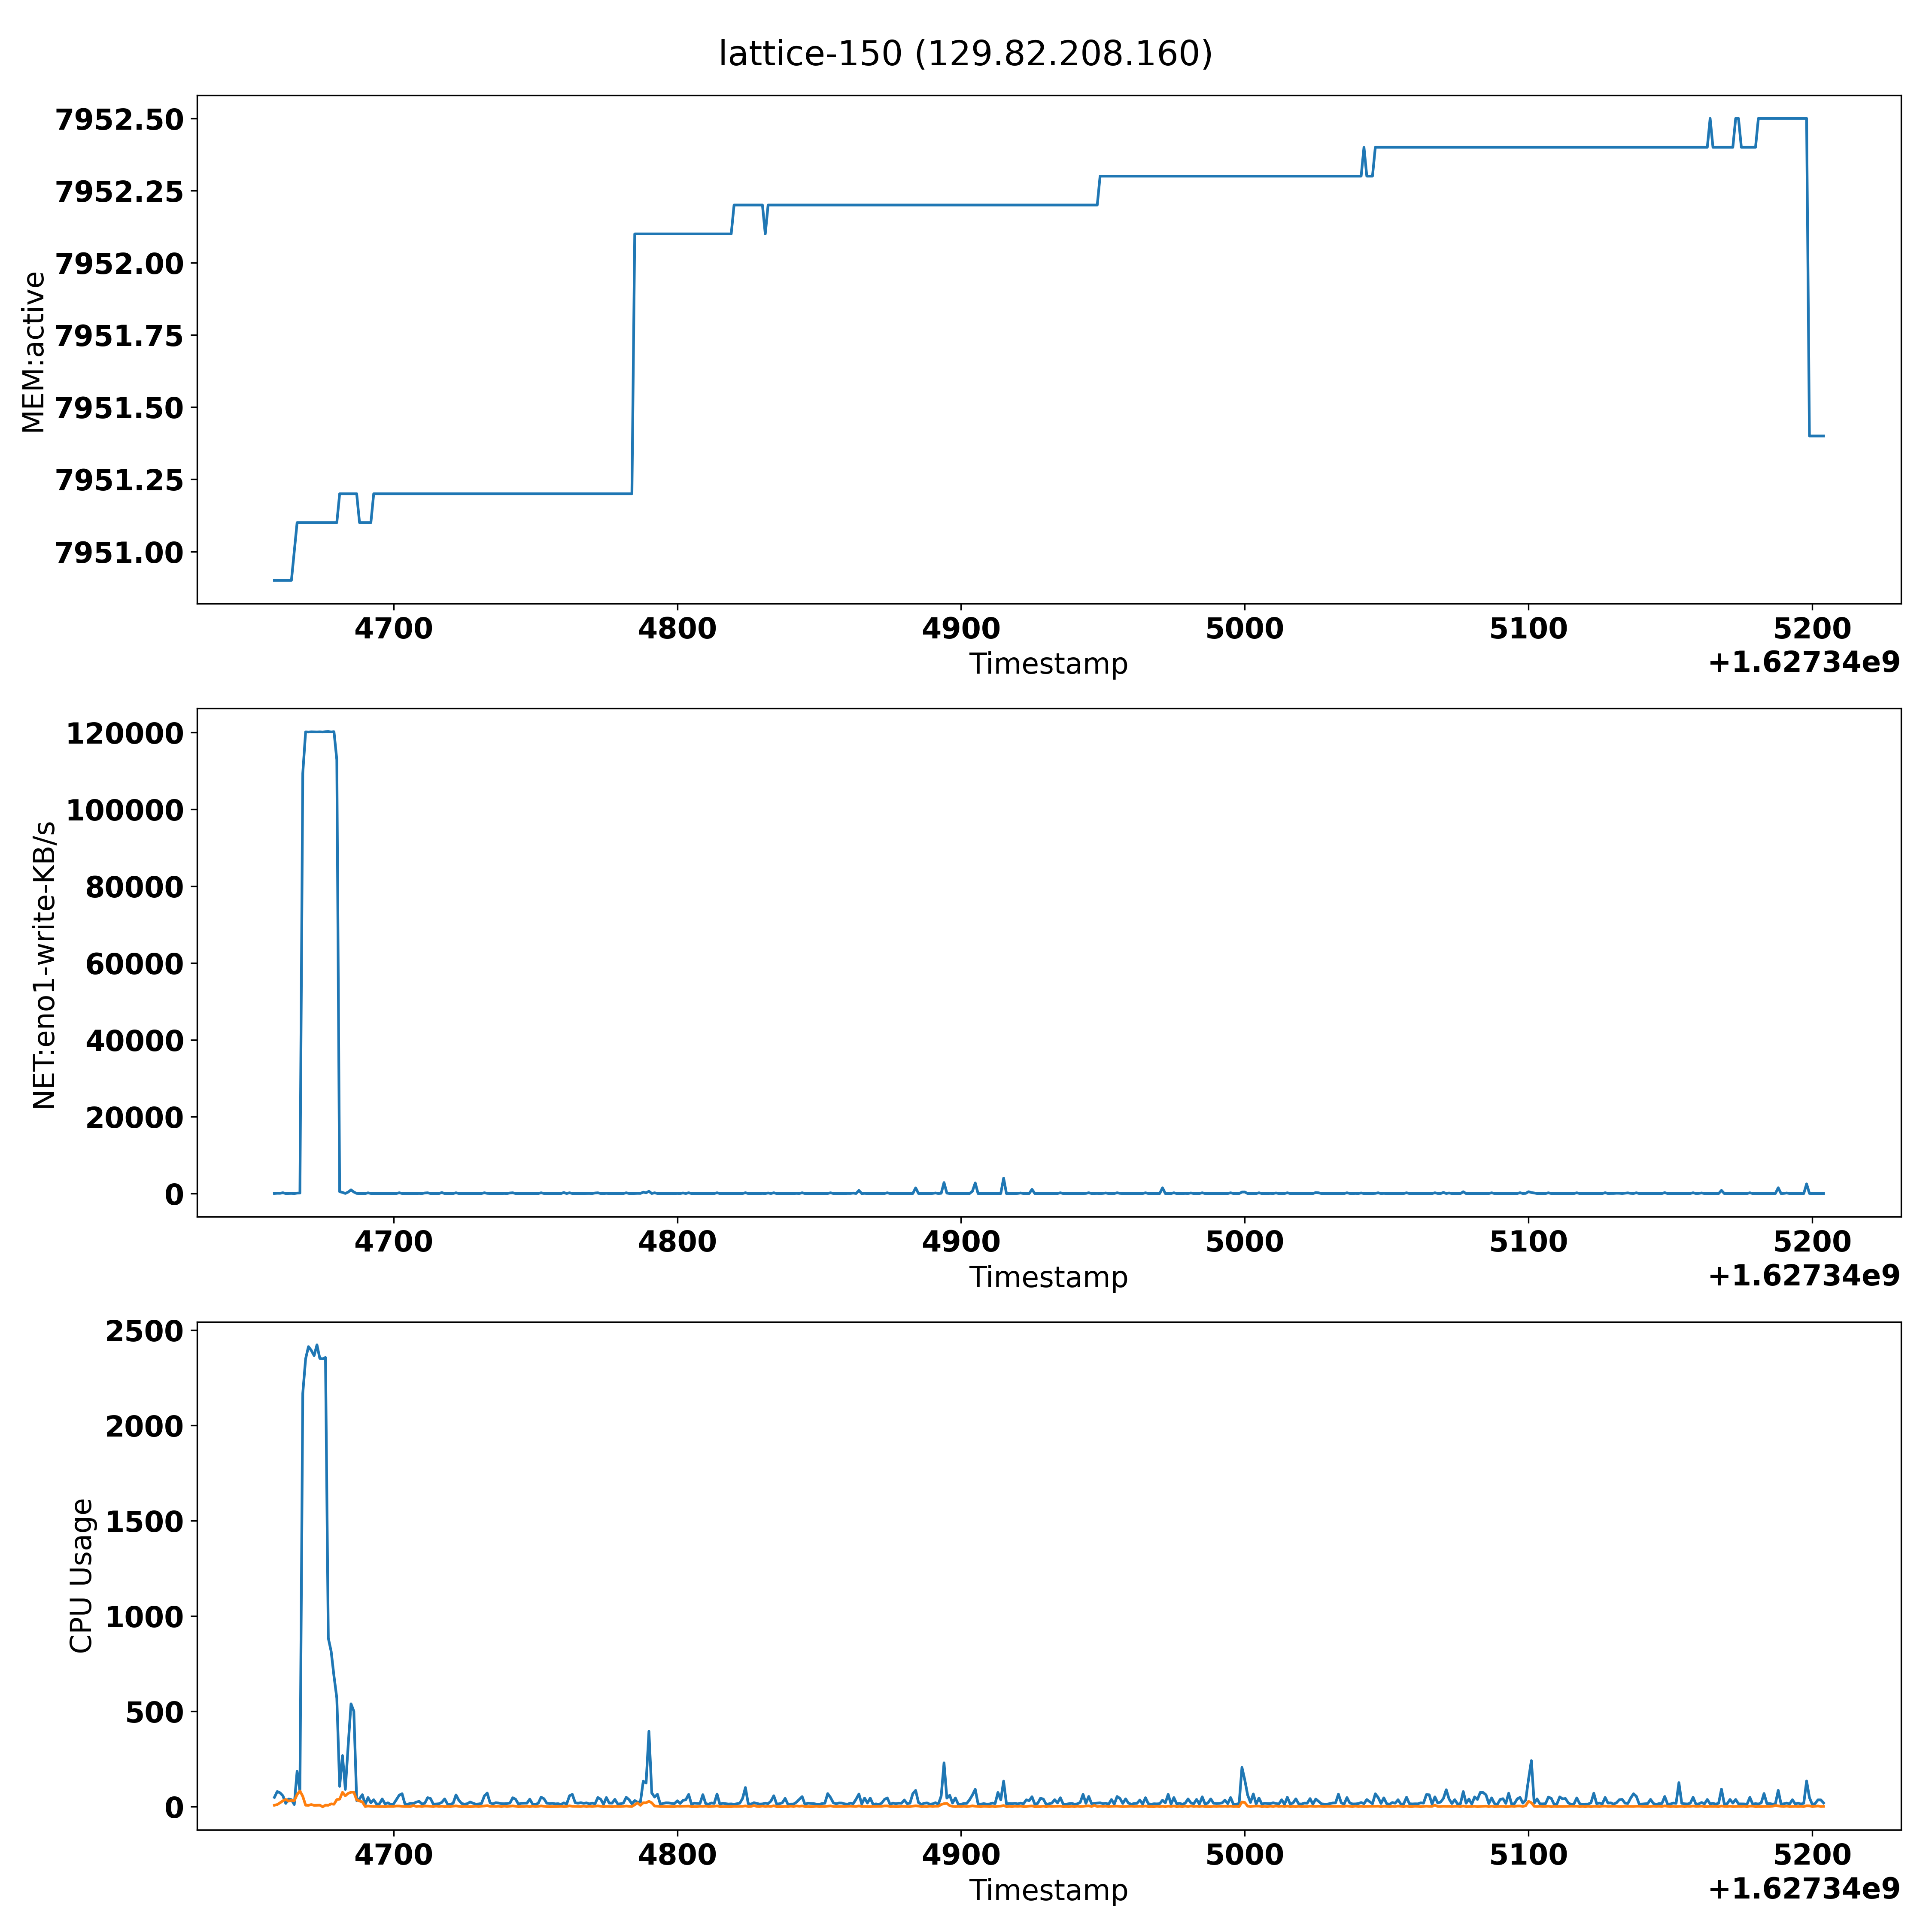 lattice-150 (129.82.208.160)
7952.50
7952.25
7952.00
7951.75
7951.50
7951.25
7951.00
MEM:active
4700 4800 4900 5000 5100 5200
Timestamp
+1.62734e9
120000
100000
80000
60000
40000
20000
0
NET:eno1-write-KB/s
4700 4800 4900 5000 5100 5200
Timestamp
+1.62734e9
2500
2000
1500
1000
500
0
CPU Usage
4700 4800 4900 5000 5100 5200
Timestamp
+1.62734e9